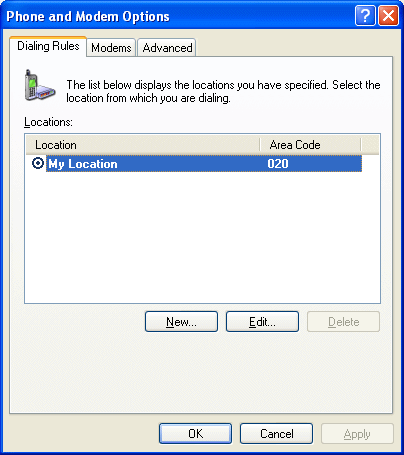 Phone and Modem Options
Dialing Rules Modems Advanced
The list below displays the locations you have specified. Select the
location from which you are dialing.
Locations:
Location Area Code
My Location 020
New... Edit... Delete
OK Cancel Apply